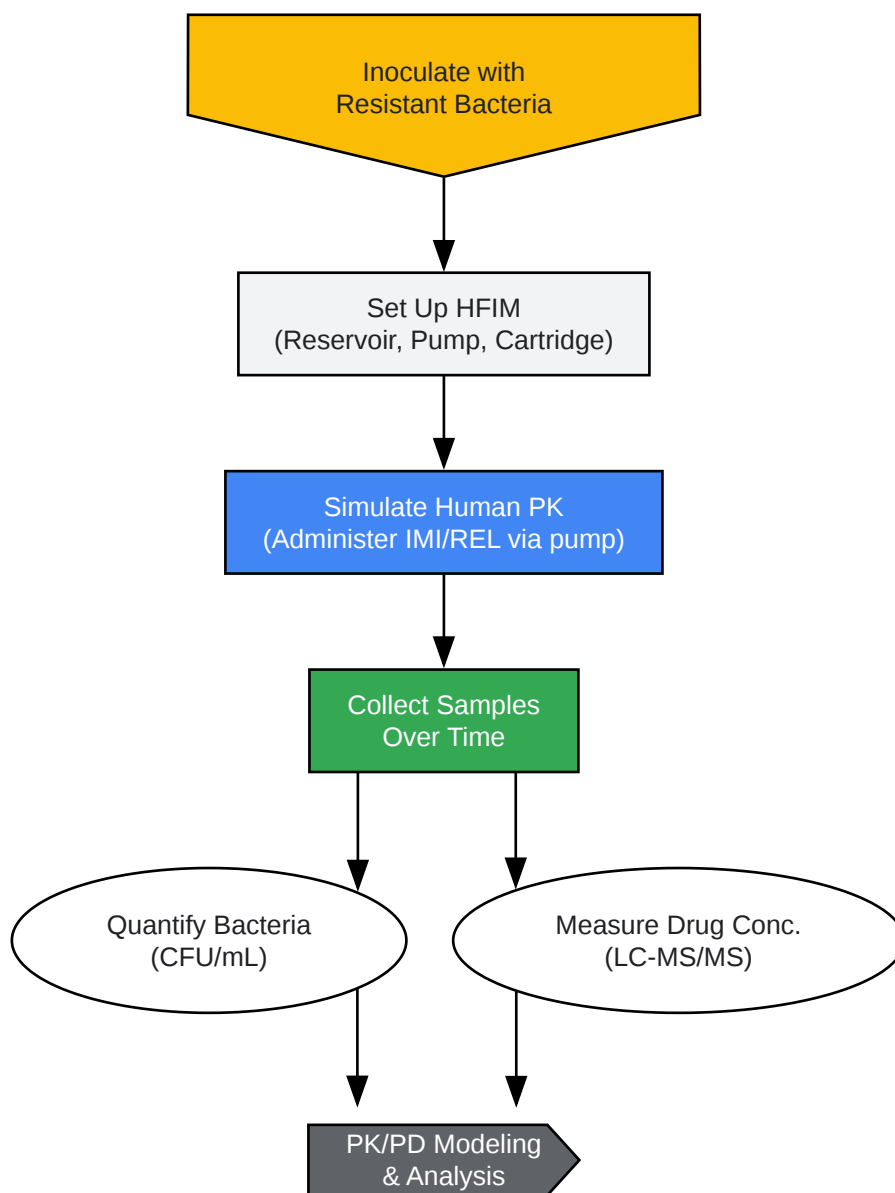 Inoculate with
Resistant Bacteria
Set Up HFIM
(Reservoir, Pump, Cartridge)
Simulate Human PK
(Administer IMI/REL via pump)
Collect Samples
Over Time
Quantify Bacteria
(CFU/mL)
Measure Drug Conc.
(LC-MS/MS)
PK/PD Modeling
& Analysis